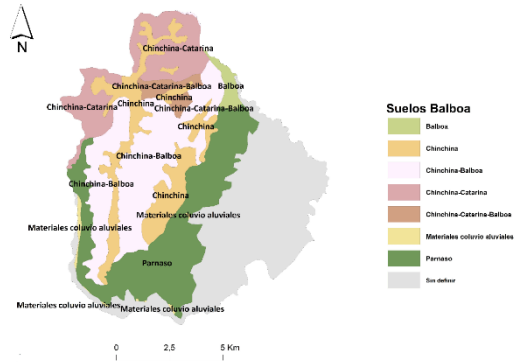 N
Chinchina-Catarina
Chinchina-Catarina-Balboa
Balboa
Chinchina
Chinchina-Catarina
Chinchina
Chinchina-Catarina-Balboa
Chinchina
Chinchina-Balboa
Chinchina-Balboa
Chinchina
Materiales coluvio aluviales
Materiales coluvio aluviales
Parnaso
Materiales coluvio aluviales
Materiales coluvio aluviales
0 2,5 5 Km
Suelos Balboa
Balboa
Chinchina
Chinchina-Balboa
Chinchina-Catarina
Chinchina-Catarina-Balboa
Materiales coluvio aluviales
Parnaso
Sin definir